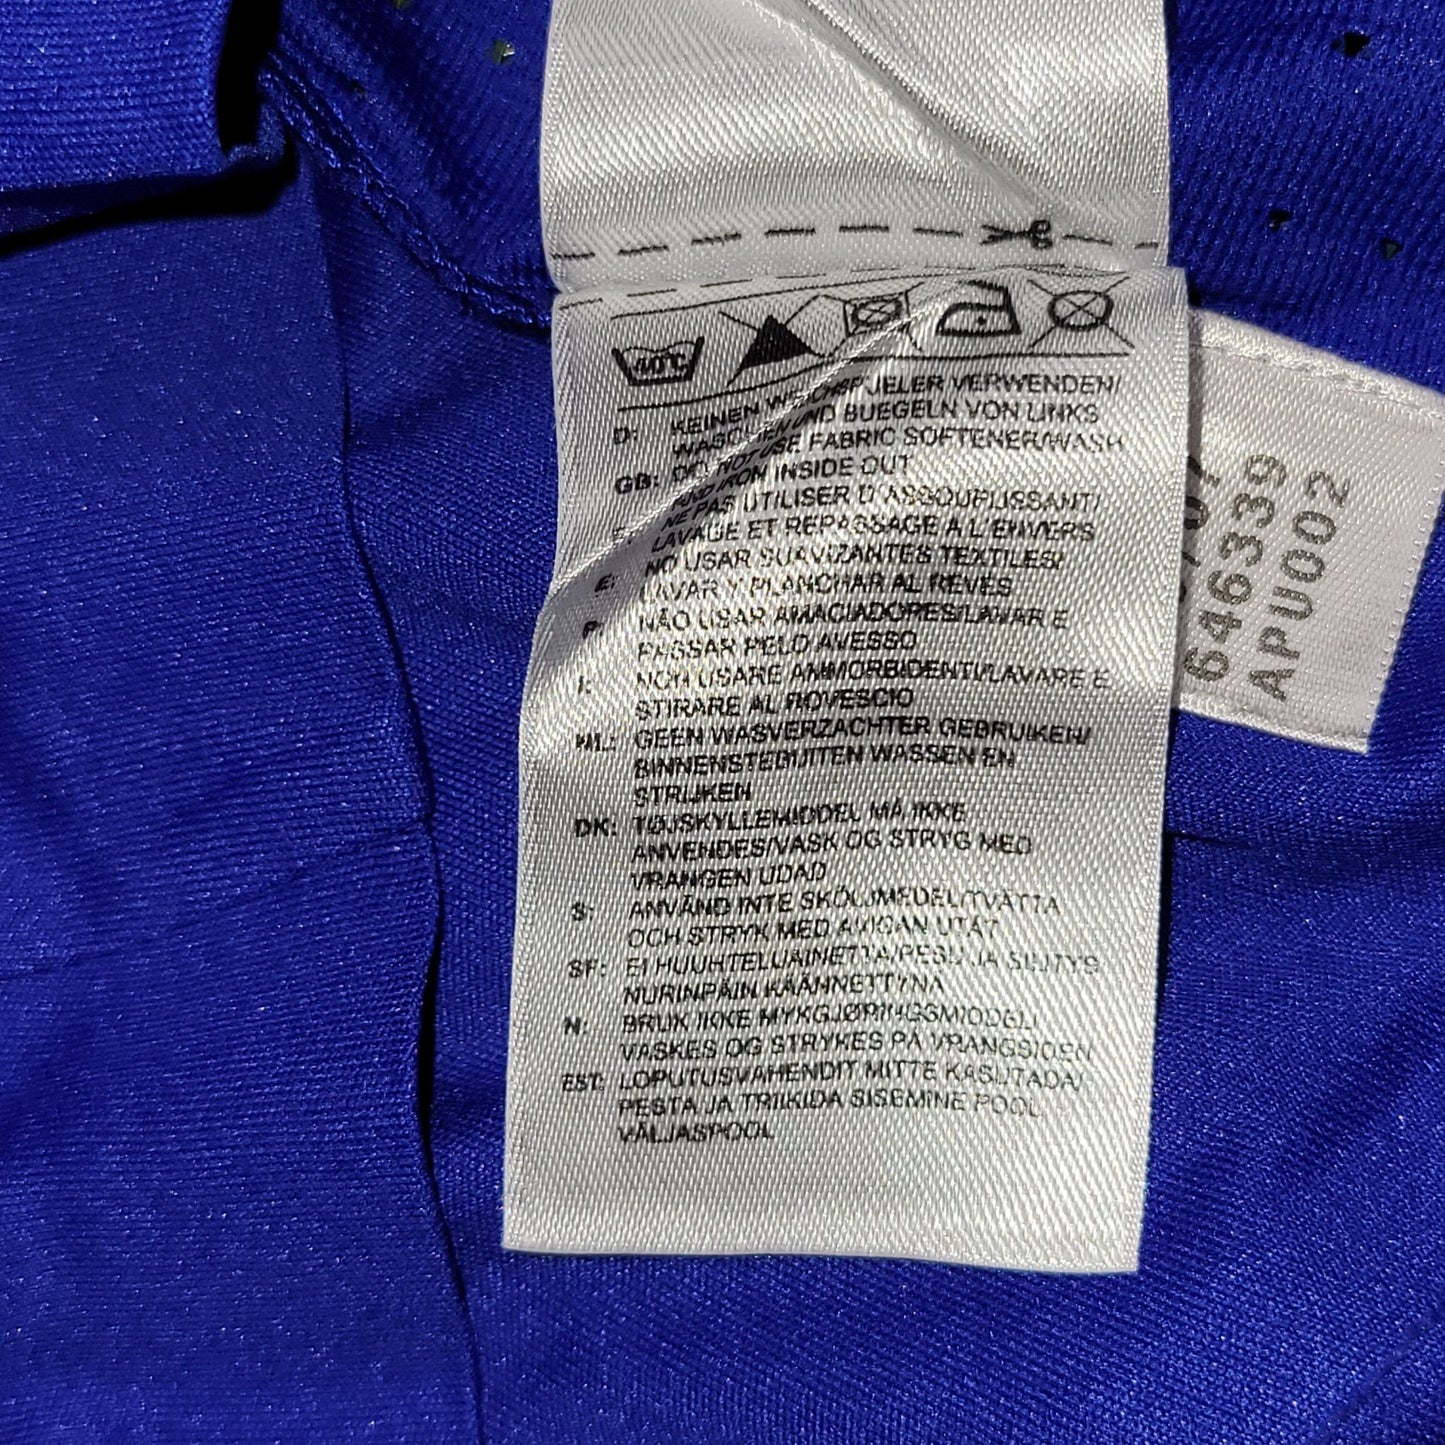 40°C
D: KEINEN WEICHSPUELER VERWENDEN/
WASCHEN UND BUEGELN VON LINKS
GB: DO NOT USE FABRIC SOFTENER/WASH
AND IRON INSIDE OUT
F: NE PAS UTILISER D'ASSOUPLISSANT/
LAVAGE ET REPASSAGE A L'ENVERS
E: NO USAR SUAVIZANTES TEXTILES/
LAVAR Y PLANCHAR AL REVÉS
P: NÃO USAR AMACIADORES/LAVAR E
PASSAR PELO AVESSO
I: NON USARE AMMORBIDENTI/LAVARE E
STIRARE AL ROVESCIO
NL: GEEN WASVERZACHTER GEBRUIKEN/
BINNENSTEBUITEN WASSEN EN
STRIJKEN
DK: TØJSKYLLEMIDDEL MÅ IKKE
ANVENDES/VASK OG STRYG MED
VRANGEN UDAD
S: ANVÄND INTE SKÖLJMEDEL/TVÄTTA
OCH STRYK MED AVIGAN UTÅT
SF: EI HUUHTELUAINETTA/PESU JA SILITYS
NURINPÄIN KÄÄNNETTYNÄ
N: BRUK IKKE MYKGJØRINGSMIDDEL/
VASKES OG STRYKES PÅ VRANGSIDEN
EST: LOPUTUSVAHENDIT MITTE KASUTADA/
PESTA JA TRIIKIDA SISEMINE POOL
VÄLJASPOOL
646339
APU002